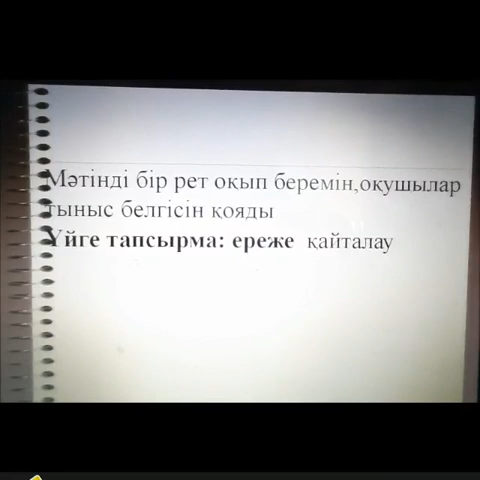 Мәтінді бір рет оқып беремін,оқушылар
тыныс белгісін қояды
Үйге тапсырма: ереже қайталау